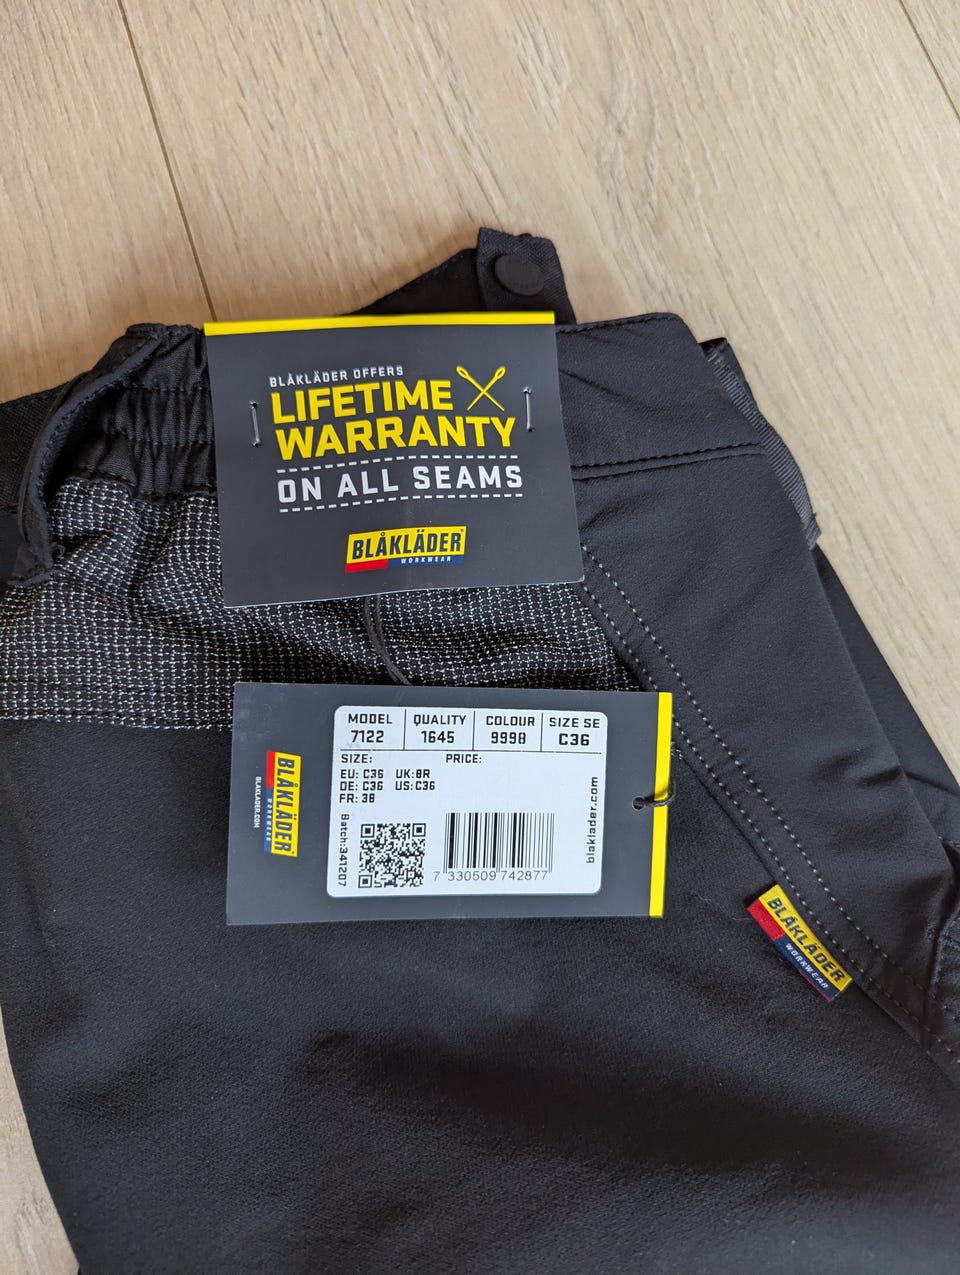 BLÅKLÄDER OFFERS
LIFETIME
WARRANTY
ON ALL SEAMS
BLÅKLÄDER®
WORKWEAR
MODEL QUALITY COLOUR SIZE SE
7122 1645 9998 C36
SIZE: PRICE:
EU: C36 UK:8R
DE: C36 US:C36
FR: 38
Batch:341207
7 330509 742877
blaklader.com
BLÅKLÄDER
WORKWEAR
BLAKLADER.COM
BLÅKLÄDER
WORKWEAR